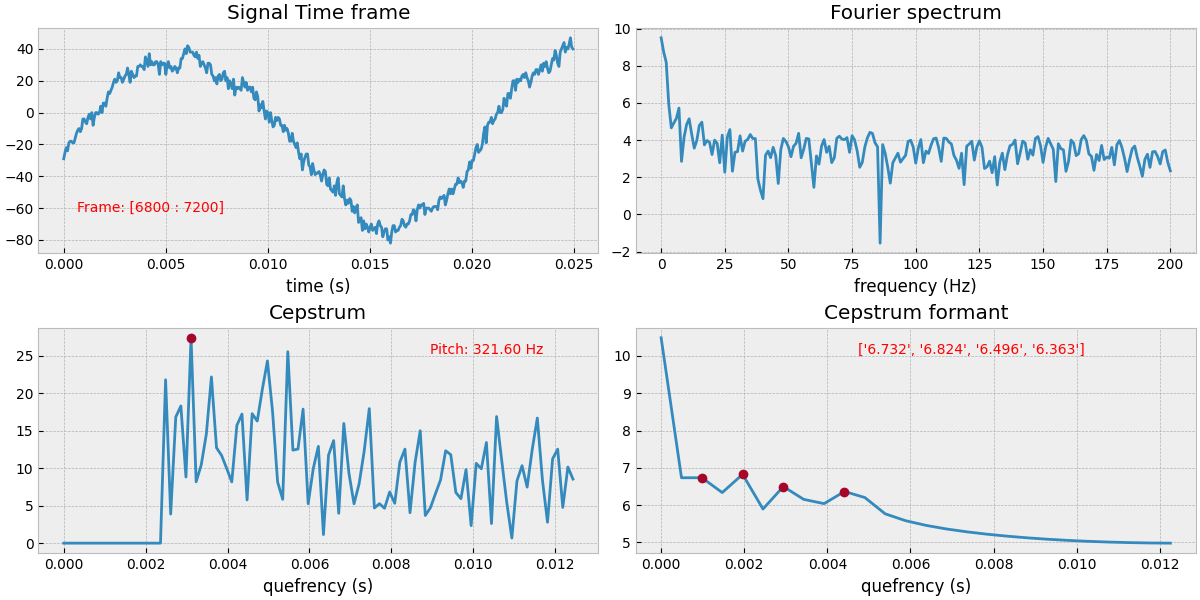 Signal Time frame
40
20
0
−20
−40
−60
−80
Frame: [6800 : 7200]
0.000 0.005 0.010 0.015 0.020 0.025
time (s)
Fourier spectrum
10
8
6
4
2
0
−2
0 25 50 75 100 125 150 175 200
frequency (Hz)
Cepstrum
25
20
15
10
5
0
Pitch: 321.60 Hz
0.000 0.002 0.004 0.006 0.008 0.010 0.012
quefrency (s)
Cepstrum formant
10
9
8
7
6
5
['6.732', '6.824', '6.496', '6.363']
0.000 0.002 0.004 0.006 0.008 0.010 0.012
quefrency (s)